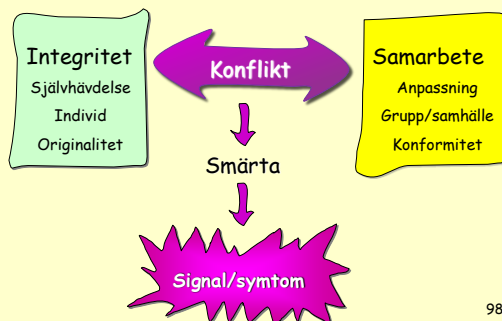 Integritet
Självhävdelse
Individ
Originalitet
Konflikt
Samarbete
Anpassning
Grupp/samhälle
Konformitet
Smärta
Signal/symtom
98